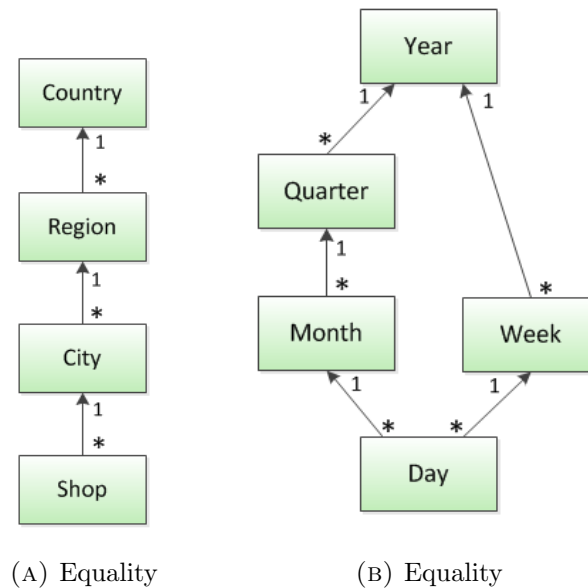 Country
1
*
Region
1
*
City
1
*
Shop
(A) Equality
Year
1
1
*
Quarter
1
*
*
Month
Week
1
1
*
*
Day
(B) Equality